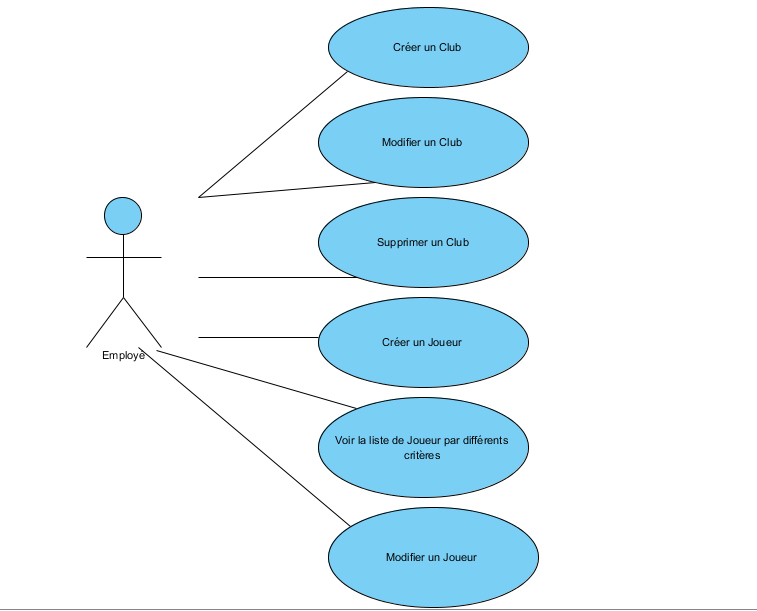 Créer un Club
Modifier un Club
Supprimer un Club
Créer un Joueur
Employé
Voir la liste de Joueur par différents
critères
Modifier un Joueur